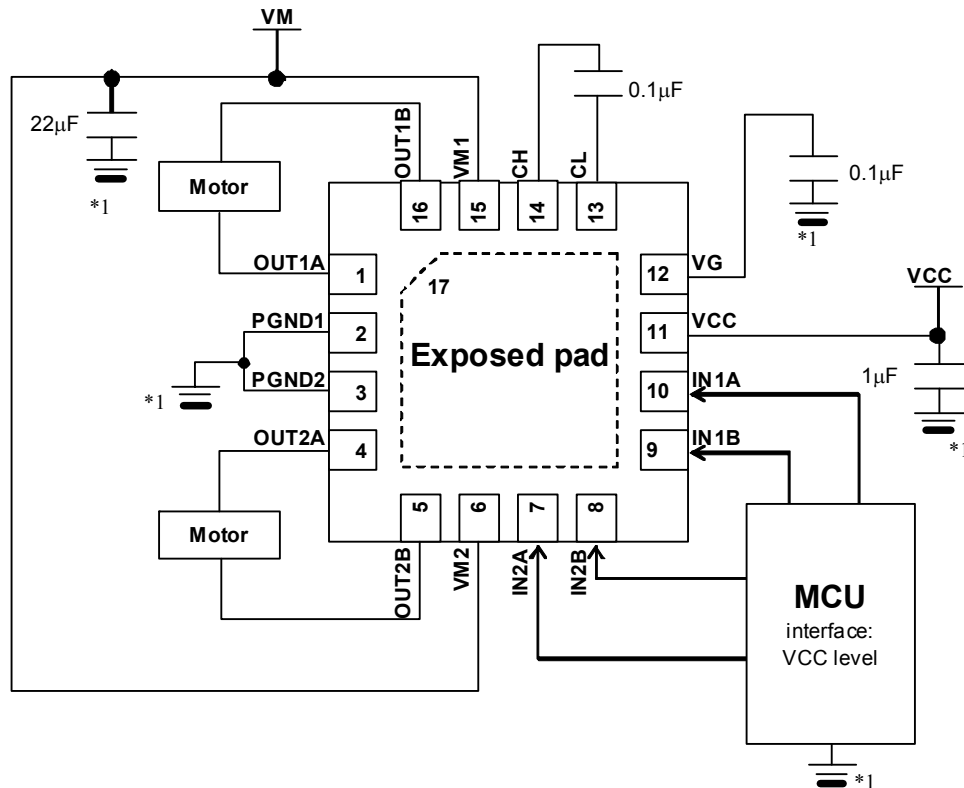 VM
22μF
*1
0.1μF
OUT1B
VM1
CH
CL
0.1μF
*1
Motor
16
15
14
13
OUT1A
1
17
12
VG
VCC
PGND1
2
Exposed pad
11
VCC
PGND2
3
10
IN1A
1μF
*1
*1
OUT2A
4
9
IN1B
Motor
5
6
7
8
OUT2B
VM2
IN2A
IN2B
MCU
interface:
VCC level
*1